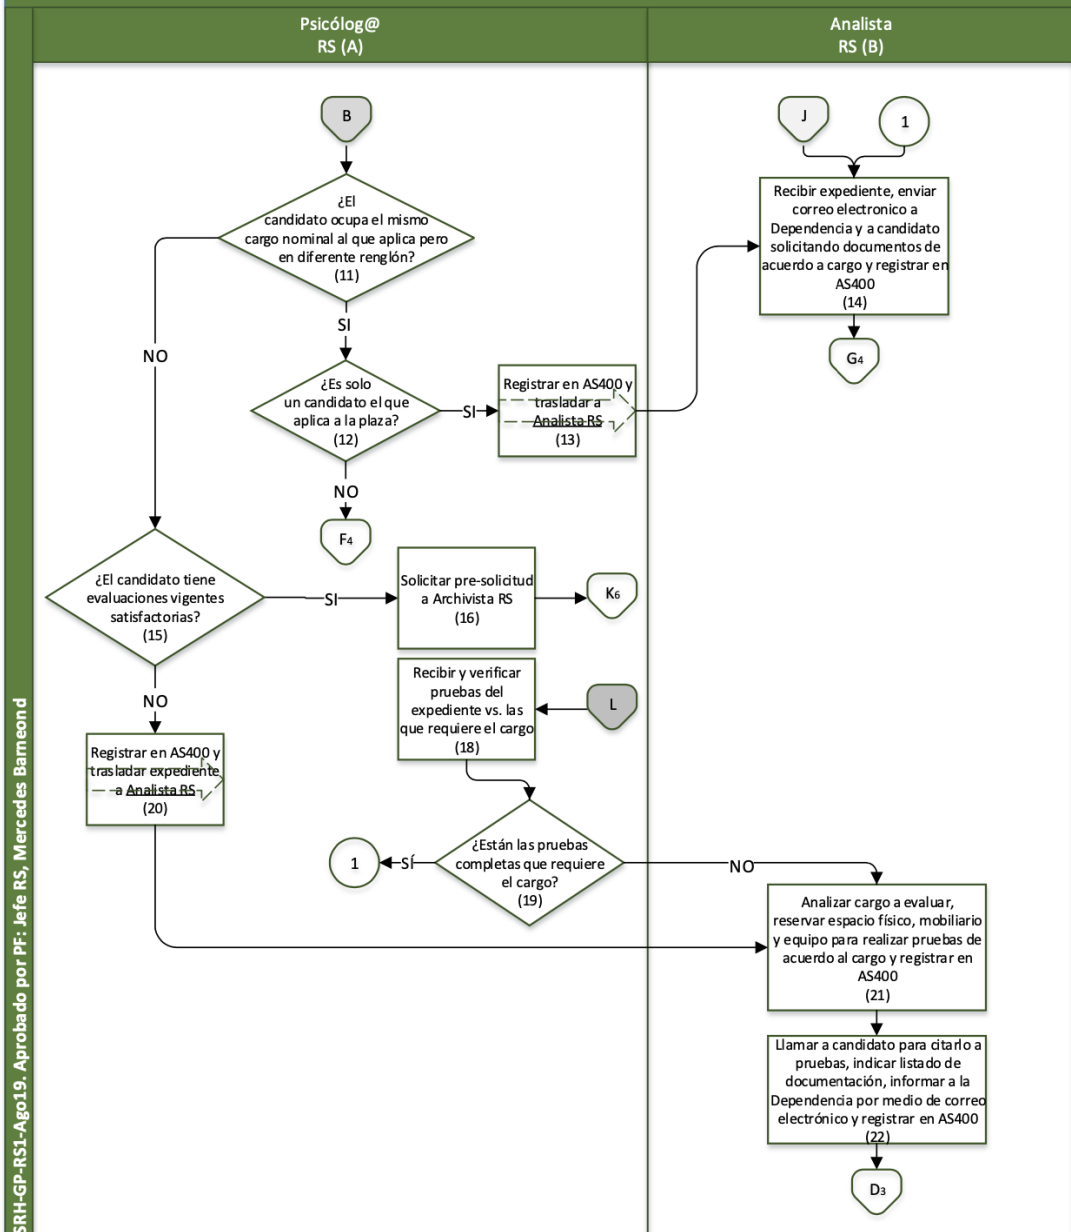 Psicólog@
RS (A)
Analista
RS (B)
SRH-GP-RS1-Ago19. Aprobado por PF: Jefe RS, Mercedes Barneond
B
¿El
candidato ocupa el mismo
cargo nominal al que aplica pero
en diferente renglón?
(11)
SI
NO
¿Es solo
un candidato el que
aplica a la plaza?
(12)
SI
Registrar en AS400 y
trasladar a
Analista RS
(13)
NO
F4
J
1
Recibir expediente, enviar
correo electronico a
Dependencia y a candidato
solicitando documentos de
acuerdo a cargo y registrar en
AS400
(14)
G4
¿El candidato tiene
evaluaciones vigentes
satisfactorias?
(15)
SI
Solicitar pre-solicitud
a Archivista RS
(16)
K6
Recibir y verificar
pruebas del
expediente vs. las
que requiere el cargo
(18)
L
NO
Registrar en AS400 y
trasladar expediente
a Analista RS
(20)
¿Están las pruebas
completas que requiere
el cargo?
(19)
SÍ
1
NO
Analizar cargo a evaluar,
reservar espacio físico, mobiliario
y equipo para realizar pruebas de
acuerdo al cargo y registrar en
AS400
(21)
Llamar a candidato para citarlo a
pruebas, indicar listado de
documentación, informar a la
Dependencia por medio de correo
electrónico y registrar en AS400
(22)
D3